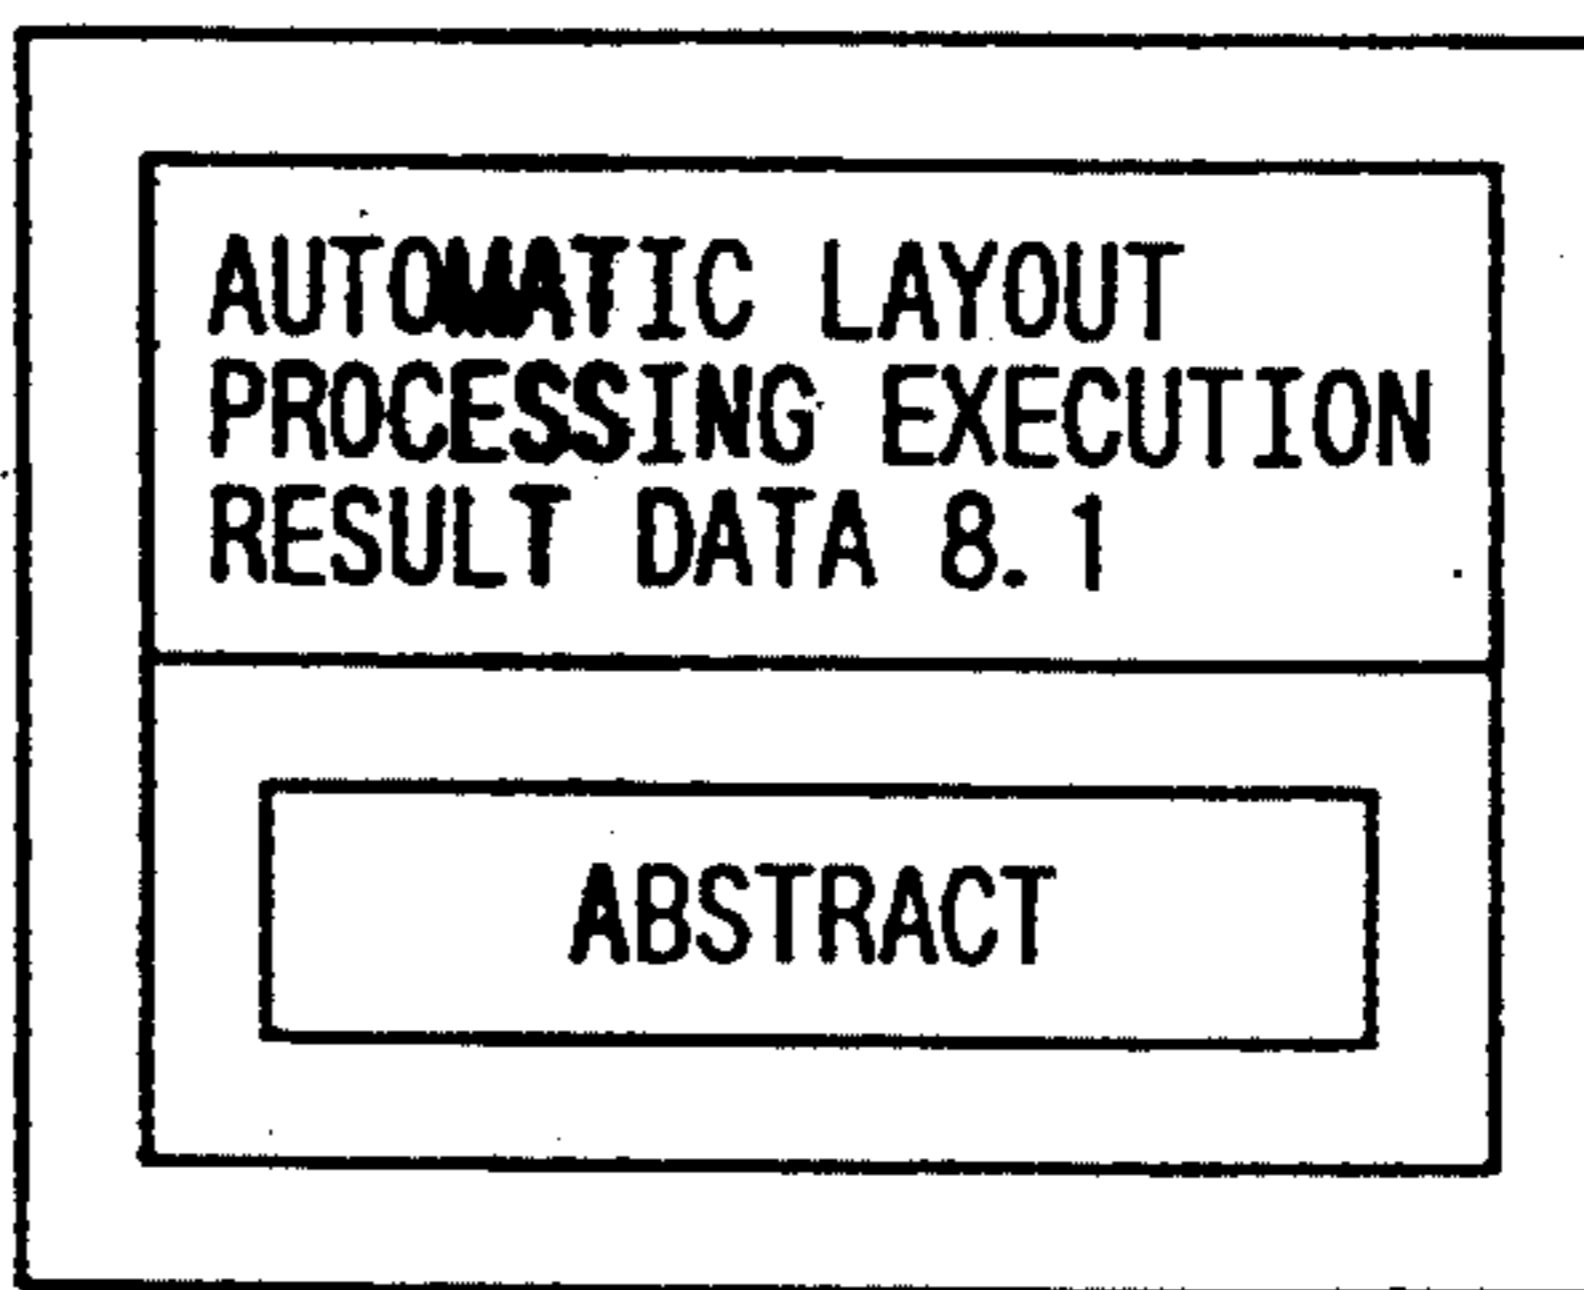 AUTOMATIC LAYOUT
PROCESSING EXECUTION
RESULT DATA 8.1
ABSTRACT